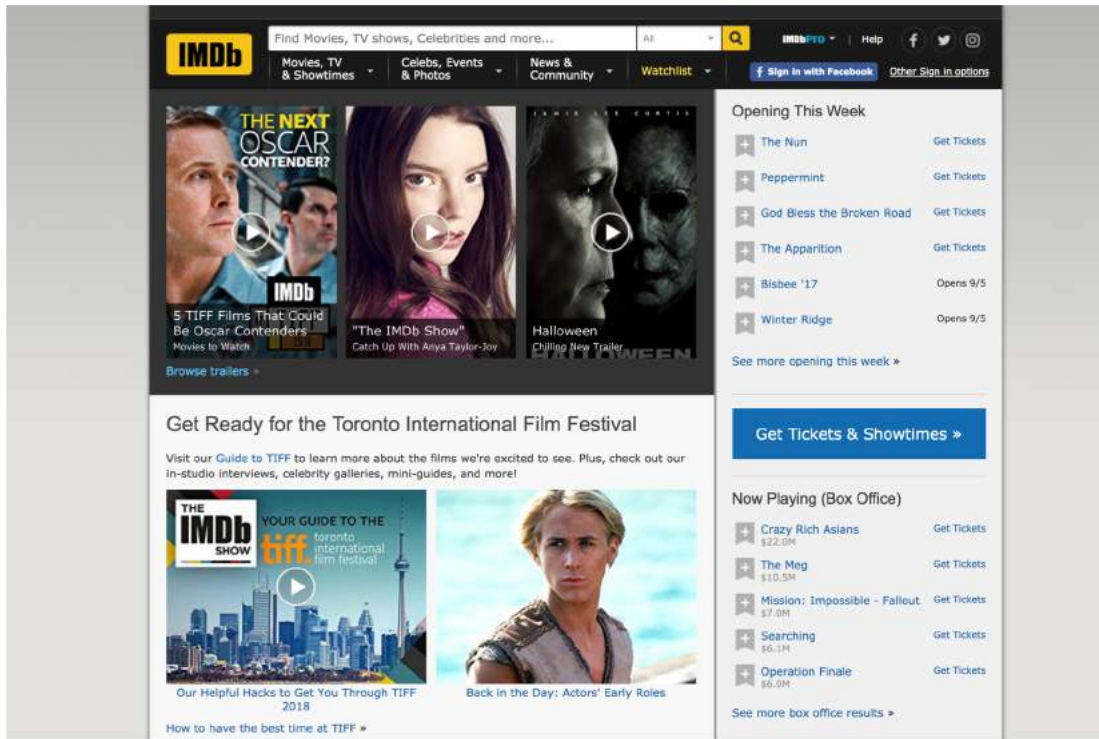 IMDb
Find Movies, TV shows, Celebrities and more...
All
IMDbPro
Help
Movies, TV
& Showtimes
Celebs, Events
& Photos
News &
Community
Watchlist
Sign in with Facebook
Other Sign in options
THE NEXT
OSCAR
CONTENDER?
IMDb
5 TIFF Films That Could
Be Oscar Contenders
Movies to Watch
"The IMDb Show"
Catch Up With Anya Taylor-Joy
JAMIE LEE CURTIS
Halloween
Chilling New Trailer
HALLOWEEN
Browse trailers »
Get Ready for the Toronto International Film Festival
Visit our Guide to TIFF to learn more about the films we're excited to see. Plus, check out our
in-studio interviews, celebrity galleries, mini-guides, and more!
THE
IMDb
SHOW
YOUR GUIDE TO THE
tiff.
toronto
international
film festival
Our Helpful Hacks to Get You Through TIFF
2018
Back in the Day: Actors' Early Roles
How to have the best time at TIFF »
Opening This Week
The Nun Get Tickets
Peppermint Get Tickets
God Bless the Broken Road Get Tickets
The Apparition Get Tickets
Bisbee '17 Opens 9/5
Winter Ridge Opens 9/5
See more opening this week »
Get Tickets & Showtimes »
Now Playing (Box Office)
Crazy Rich Asians Get Tickets
$22.0M
The Meg Get Tickets
$10.5M
Mission: Impossible - Fallout Get Tickets
$7.0M
Searching Get Tickets
$6.1M
Operation Finale Get Tickets
$6.0M
See more box office results »